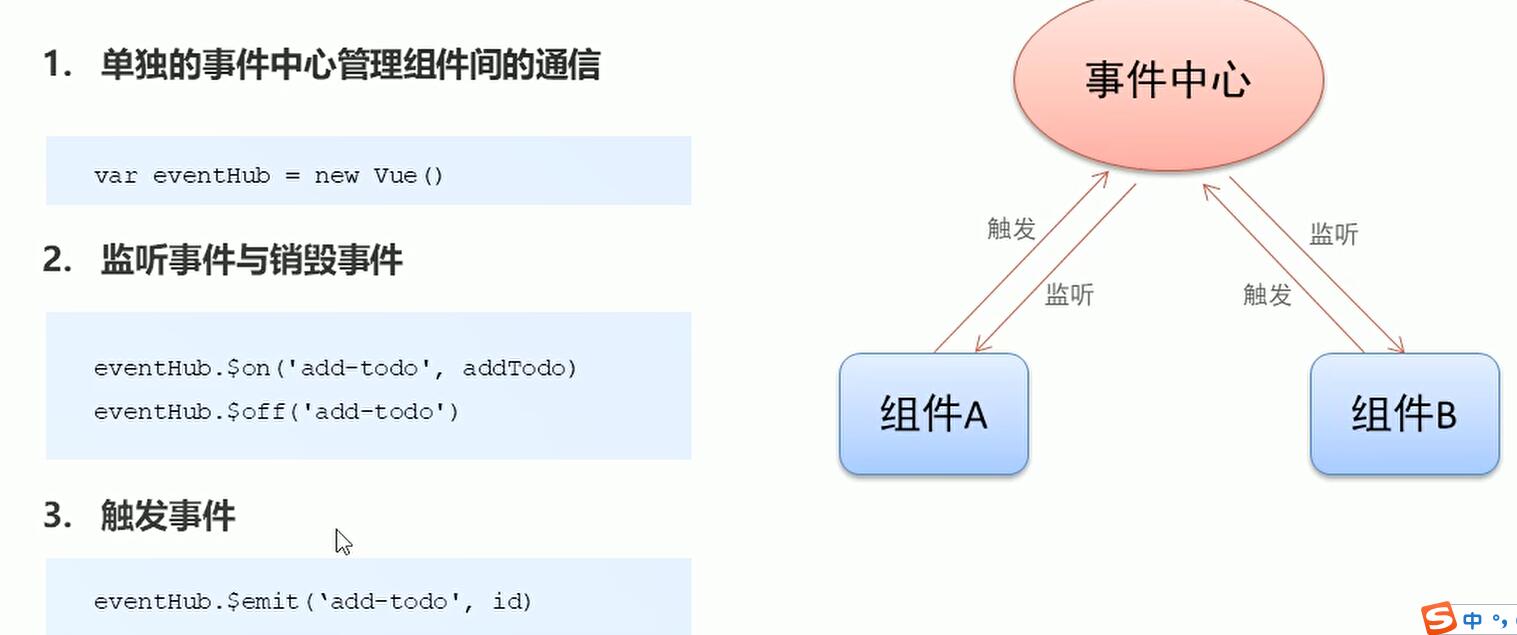 1. 单独的事件中心管理组件间的通信
var eventHub = new Vue()
2. 监听事件与销毁事件
eventHub.$on('add-todo', addTodo)
eventHub.$off('add-todo')
3. 触发事件
eventHub.$emit(‘add-todo', id)
事件中心
触发
监听
监听
触发
组件A
组件B
S 中 °,